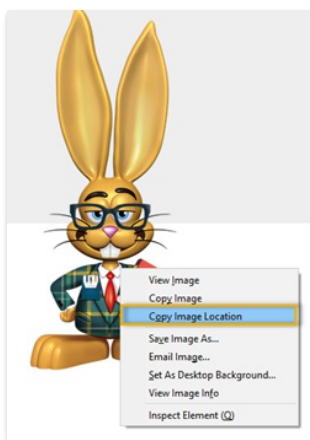 View Image
Copy Image
Copy Image Location
Save Image As...
Email Image...
Set As Desktop Background...
View Image Info
Inspect Element (Q)